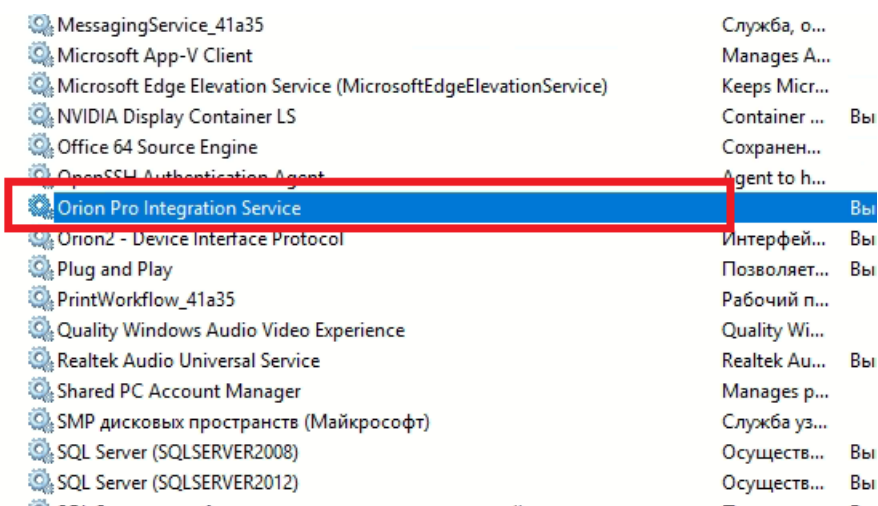 MessagingService_41a35 Служба, о...
Microsoft App-V Client Manages A...
Microsoft Edge Elevation Service (MicrosoftEdgeElevationService) Keeps Micr...
NVIDIA Display Container LS Container ... Вы
Office 64 Source Engine Сохранен...
OpenSSH Authentication Agent Agent to h...
Orion Pro Integration Service Вы
Orion2 - Device Interface Protocol Интерфей... Вы
Plug and Play Позволяет... Вы
PrintWorkflow_41a35 Рабочий п...
Quality Windows Audio Video Experience Quality Wi...
Realtek Audio Universal Service Realtek Au... Вы
Shared PC Account Manager Manages p...
SMP дисковых пространств (Майкрософт) Служба уз...
SQL Server (SQLSERVER2008) Осуществ... Вы
SQL Server (SQLSERVER2012) Осуществ... Вы